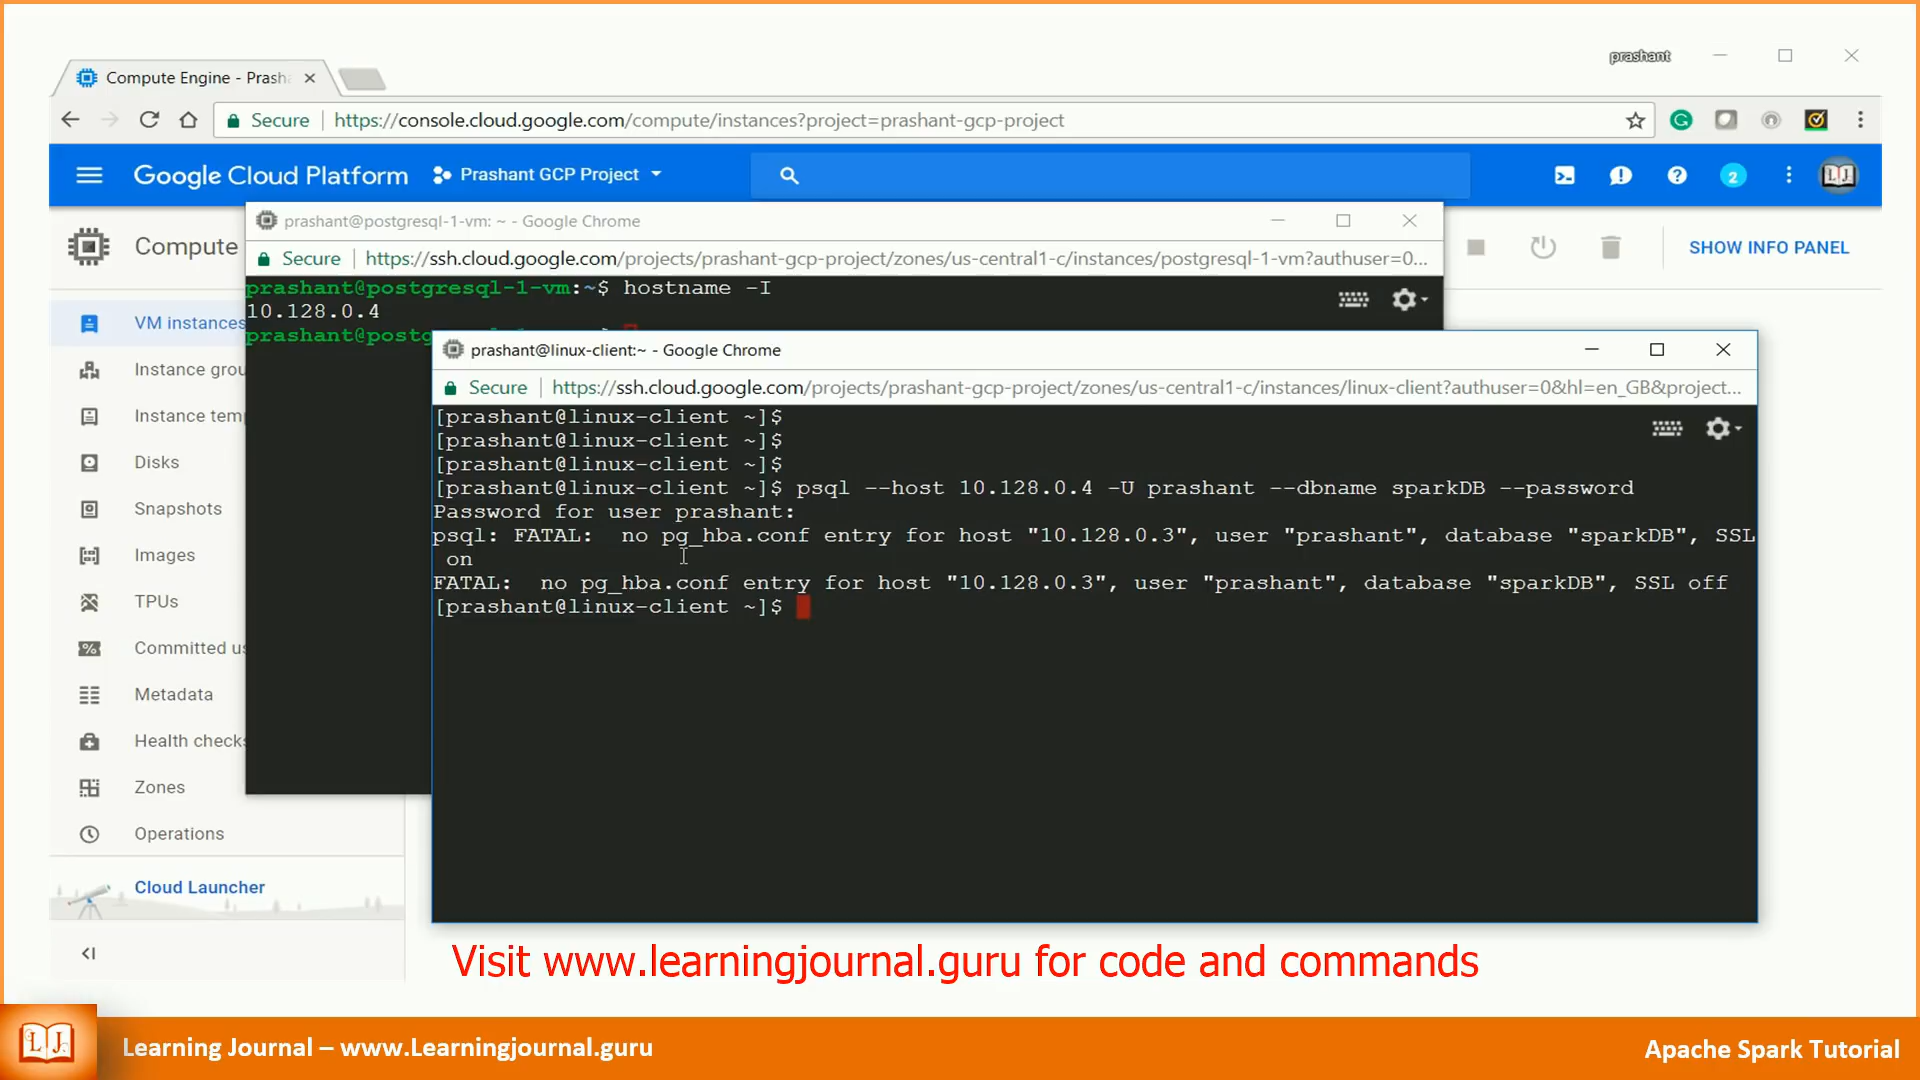 prashant
Compute Engine - Prash
Secure https://console.cloud.google.com/compute/instances?project=prashant-gcp-project
Google Cloud Platform Prashant GCP Project 2 LJ
Compute SHOW INFO PANEL
prashant@postgresql-1-vm: ~ - Google Chrome
Secure https://ssh.cloud.google.com/projects/prashant-gcp-project/zones/us-central1-c/instances/postgresql-1-vm?authuser=0...
prashant@postgresql-1-vm:~$ hostname -I
10.128.0.4
prashant@postg
VM instances
Instance grou
Instance temp
Disks
Snapshots
Images
TPUs
Committed us
Metadata
Health checks
Zones
Operations
Cloud Launcher
prashant@linux-client:~ - Google Chrome
Secure https://ssh.cloud.google.com/projects/prashant-gcp-project/zones/us-central1-c/instances/linux-client?authuser=0&hl=en_GB&project...
[prashant@linux-client ~]$
[prashant@linux-client ~]$
[prashant@linux-client ~]$
[prashant@linux-client ~]$ psql --host 10.128.0.4 -U prashant --dbname sparkDB --password
Password for user prashant:
psql: FATAL:  no pg_hba.conf entry for host "10.128.0.3", user "prashant", database "sparkDB", SSL
on
FATAL:  no pg_hba.conf entry for host "10.128.0.3", user "prashant", database "sparkDB", SSL off
[prashant@linux-client ~]$
Visit www.learningjournal.guru for code and commands
LJ
Learning Journal – www.Learningjournal.guru
Apache Spark Tutorial